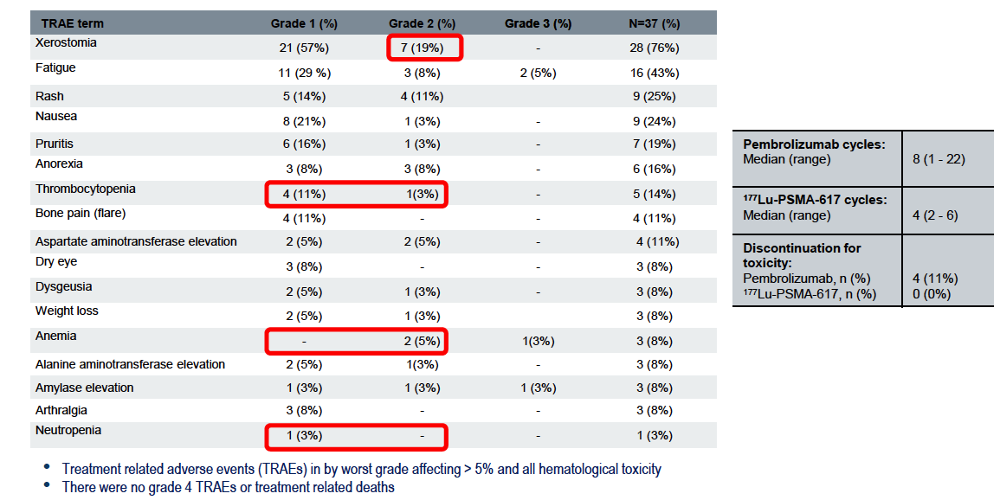 TRAE term Grade 1 (%) Grade 2 (%) Grade 3 (%) N=37 (%)
Xerostomia 21 (57%) 7 (19%) - 28 (76%)
Fatigue 11 (29 %) 3 (8%) 2 (5%) 16 (43%)
Rash 5 (14%) 4 (11%) 9 (25%)
Nausea 8 (21%) 1 (3%) - 9 (24%)
Pruritis 6 (16%) 1 (3%) - 7 (19%)
Anorexia 3 (8%) 3 (8%) - 6 (16%)
Thrombocytopenia 4 (11%) 1(3%) - 5 (14%)
Bone pain (flare) 4 (11%) - - 4 (11%)
Aspartate aminotransferase elevation 2 (5%) 2 (5%) - 4 (11%)
Dry eye 3 (8%) - - 3 (8%)
Dysgeusia 2 (5%) 1 (3%) - 3 (8%)
Weight loss 2 (5%) 1 (3%) 3 (8%)
Anemia - 2 (5%) 1(3%) 3 (8%)
Alanine aminotransferase elevation 2 (5%) 1(3%) - 3 (8%)
Amylase elevation 1 (3%) 1 (3%) 1 (3%) 3 (8%)
Arthralgia 3 (8%) - - 3 (8%)
Neutropenia 1 (3%) - - 1 (3%)
• Treatment related adverse events (TRAEs) in by worst grade affecting > 5% and all hematological toxicity
• There were no grade 4 TRAEs or treatment related deaths
Pembrolizumab cycles:
Median (range) 8 (1 - 22)
¹⁷⁷Lu-PSMA-617 cycles:
Median (range) 4 (2 - 6)
Discontinuation for
toxicity:
Pembrolizumab, n (%) 4 (11%)
¹⁷⁷Lu-PSMA-617, n (%) 0 (0%)